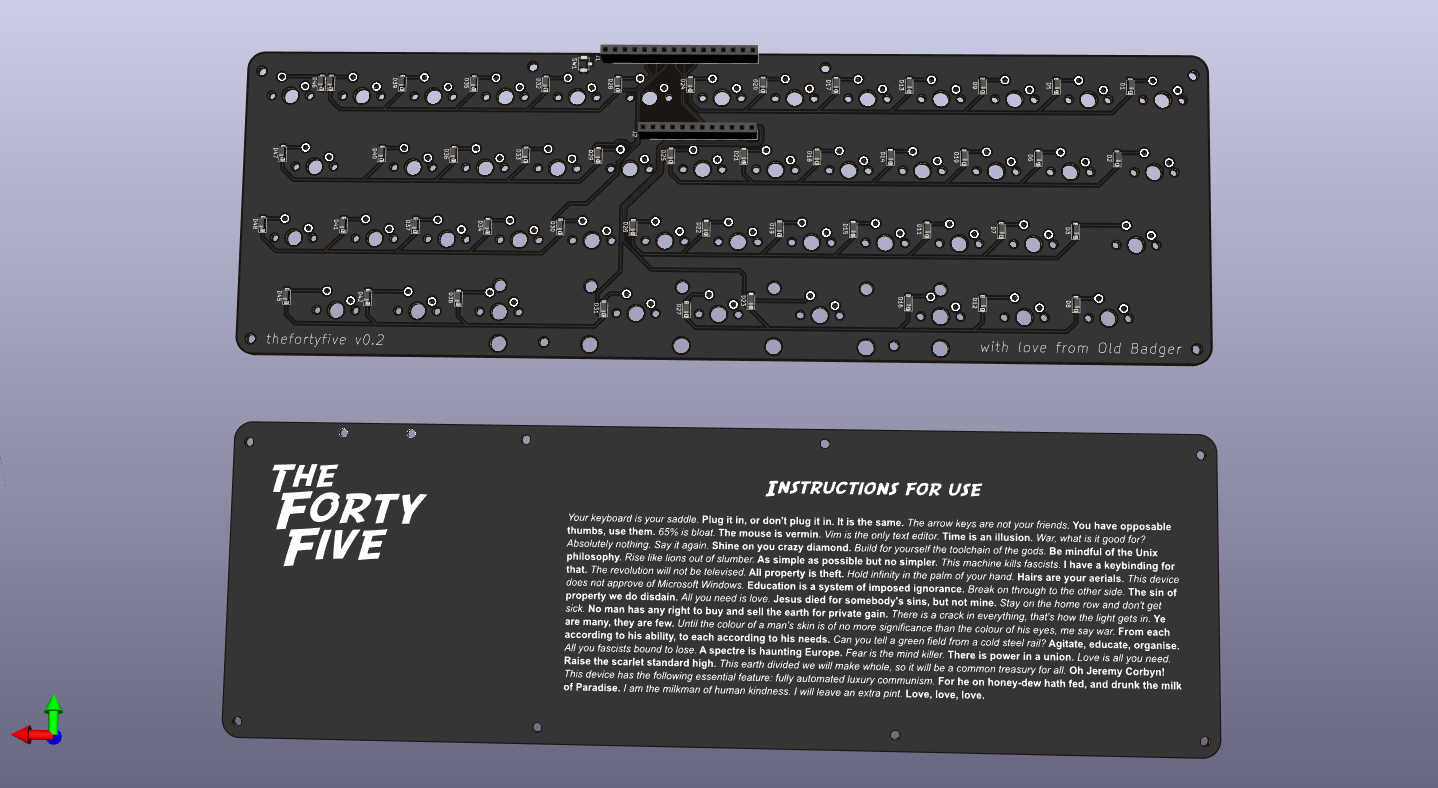 SW1
J1
J2
thefortyfive v0.2
with love from Old Badger
THE
FORTY
FIVE
INSTRUCTIONS FOR USE
Your keyboard is your saddle. Plug it in, or don't plug it in. It is the same. The arrow keys are not your friends. You have opposable
thumbs, use them. 65% is bloat. The mouse is vermin. Vim is the only text editor. Time is an illusion. War, what is it good for?
Absolutely nothing. Say it again. Shine on you crazy diamond. Build for yourself the toolchain of the gods. Be mindful of the Unix
philosophy. Rise like lions out of slumber. As simple as possible but no simpler. This machine kills fascists. I have a keybinding for
that. The revolution will not be televised. All property is theft. Hold infinity in the palm of your hand. Hairs are your aerials. This device
does not approve of Microsoft Windows. Education is a system of imposed ignorance. Break on through to the other side. The sin of
property we do disdain. All you need is love. Jesus died for somebody's sins, but not mine. Stay on the home row and don't get
sick. No man has any right to buy and sell the earth for private gain. There is a crack in everything, that's how the light gets in. Ye
are many, they are few. Until the colour of a man's skin is of no more significance than the colour of his eyes, me say war. From each
according to his ability, to each according to his needs. Can you tell a green field from a cold steel rail? Agitate, educate, organise.
All you fascists bound to lose. A spectre is haunting Europe. Fear is the mind killer. There is power in a union. Love is all you need.
Raise the scarlet standard high. This earth divided we will make whole, so it will be a common treasury for all. Oh Jeremy Corbyn!
This device has the following essential feature: fully automated luxury communism. For he on honey-dew hath fed, and drunk the milk
of Paradise. I am the milkman of human kindness. I will leave an extra pint. Love, love, love.